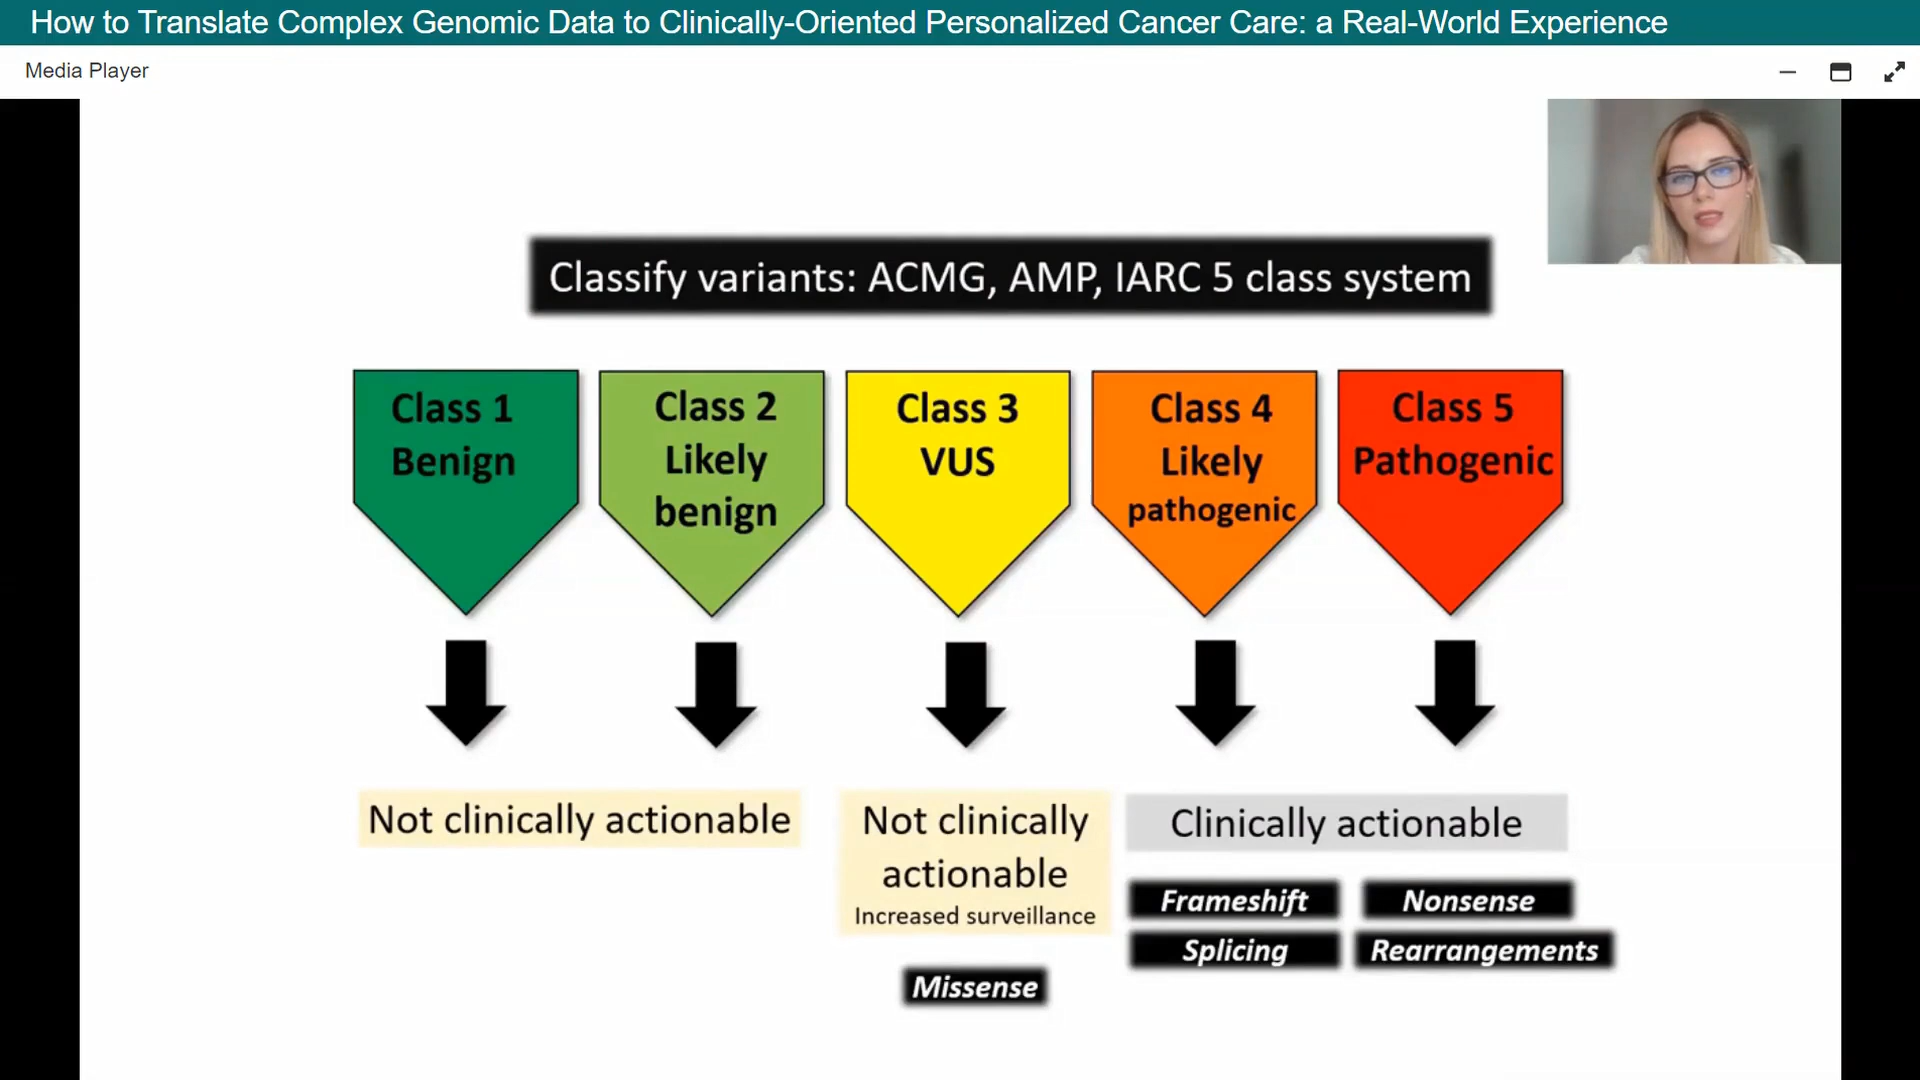 How to Translate Complex Genomic Data to Clinically-Oriented Personalized Cancer Care: a Real-World Experience
Media Player
Classify variants: ACMG, AMP, IARC 5 class system
Class 1
Benign
Class 2
Likely
benign
Class 3
VUS
Class 4
Likely
pathogenic
Class 5
Pathogenic
Not clinically actionable
Not clinically
actionable
Increased surveillance
Missense
Clinically actionable
Frameshift
Nonsense
Splicing
Rearrangements